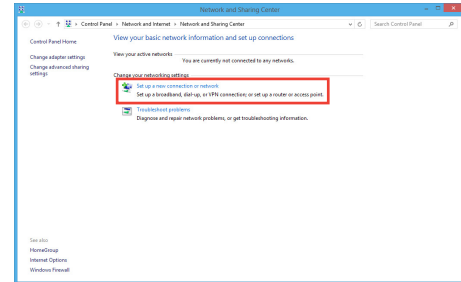 Network and Sharing Center
Control Panel ▸ Network and Internet ▸ Network and Sharing Center
Search Control Panel
Control Panel Home
Change adapter settings
Change advanced sharing
settings
View your basic network information and set up connections
View your active networks
You are currently not connected to any networks.
Change your networking settings
Set up a new connection or network
Set up a broadband, dial-up, or VPN connection; or set up a router or access point.
Troubleshoot problems
Diagnose and repair network problems, or get troubleshooting information.
See also
HomeGroup
Internet Options
Windows Firewall